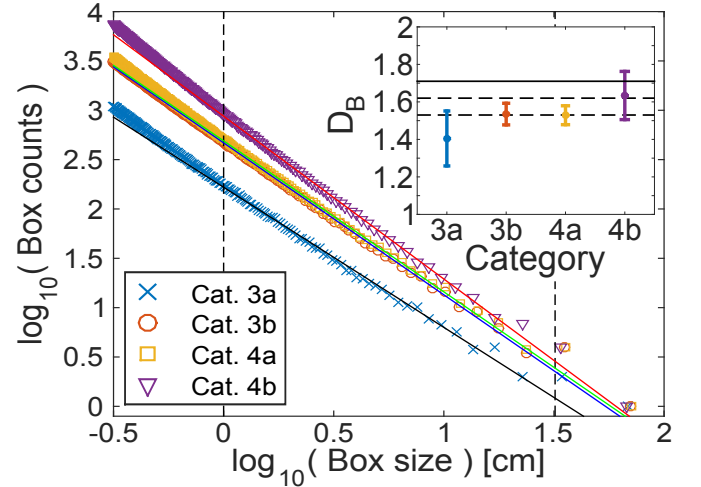 4
3.5
3
2.5
2
1.5
1
0.5
0
-0.5
0
0.5
1
1.5
2
log10( Box counts )
log10( Box size ) [cm]
Cat. 3a
Cat. 3b
Cat. 4a
Cat. 4b
2
1.8
1.6
1.4
1.2
1
DB
3a 3b 4a 4b
Category